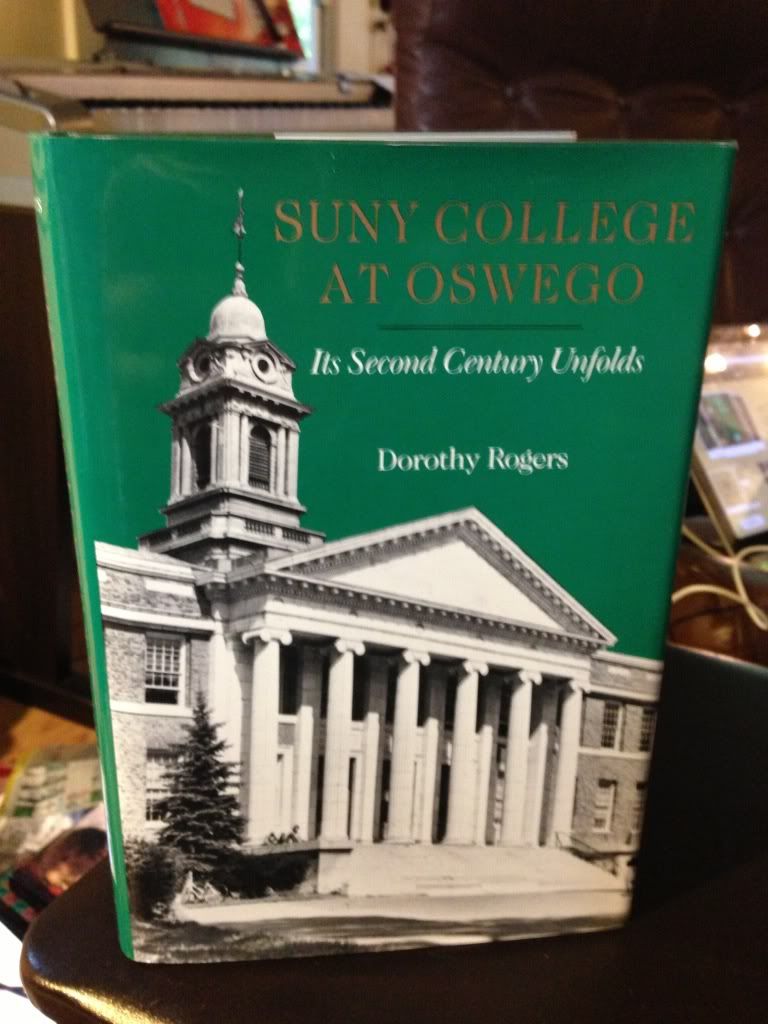 SUNY COLLEGE
AT OSWEGO
Its Second Century Unfolds
Dorothy Rogers